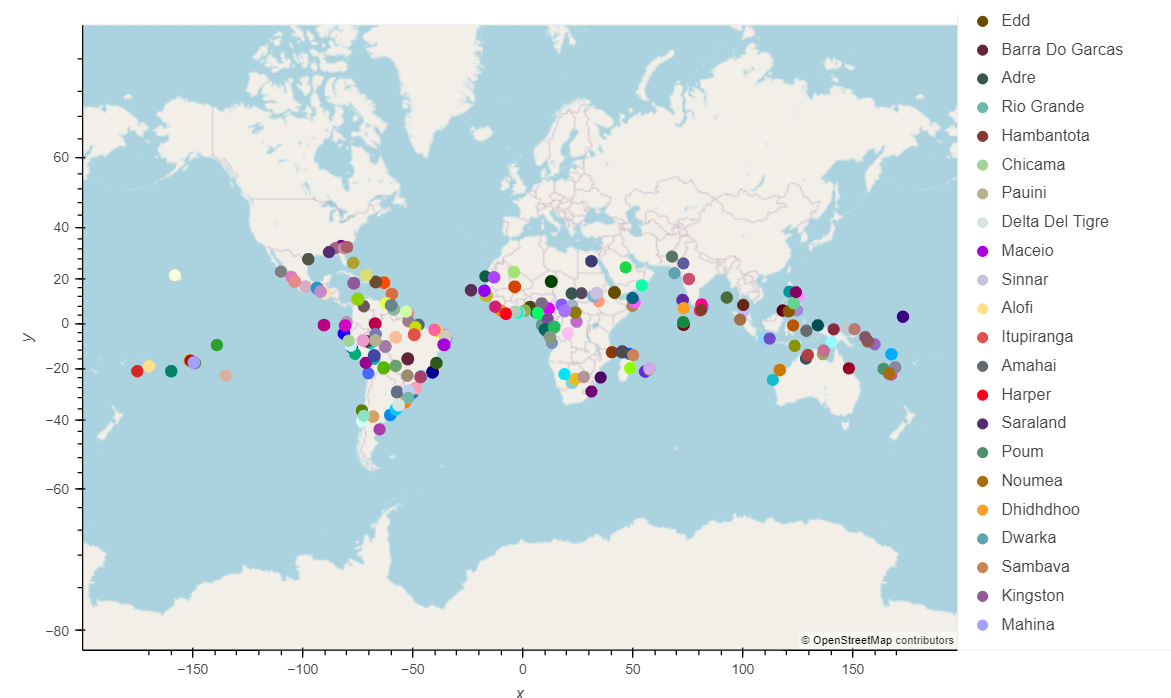 Edd
Barra Do Garcas
Adre
Rio Grande
Hambantota
Chicama
Pauini
Delta Del Tigre
Maceio
Sinnar
Alofi
Itupiranga
Amahai
Harper
Saraland
Poum
Noumea
Dhidhdhoo
Dwarka
Sambava
Kingston
Mahina
60
40
20
0
−20
−40
−60
−80
y
© OpenStreetMap contributors
−150
−100
−50
0
50
100
150
x